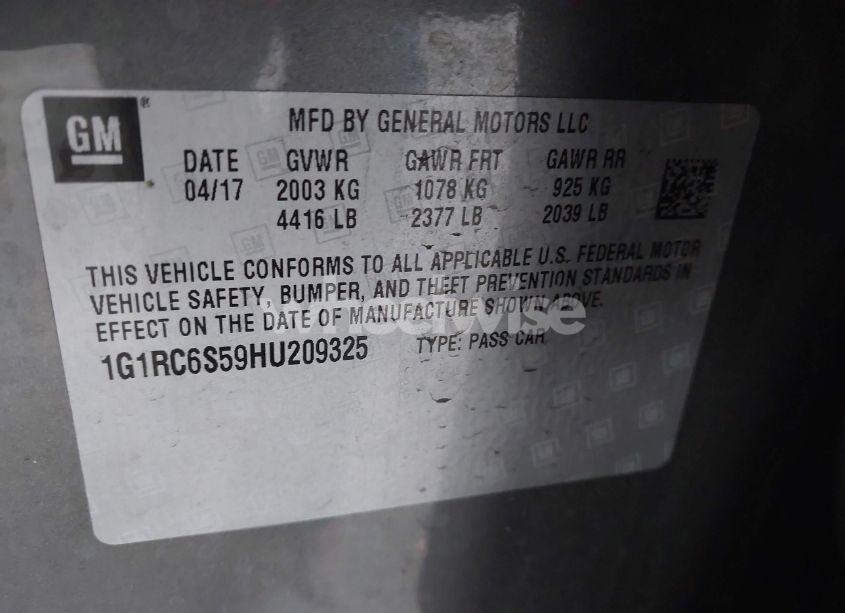 GM®
MFD BY GENERAL MOTORS LLC
DATE GVWR GAWR FRT GAWR RR
04/17 2003 KG 1078 KG 925 KG
4416 LB 2377 LB 2039 LB
THIS VEHICLE CONFORMS TO ALL APPLICABLE U.S. FEDERAL MOTOR
VEHICLE SAFETY, BUMPER, AND THEFT PREVENTION STANDARDS IN
EFFECT ON THE DATE OF MANUFACTURE SHOWN ABOVE.
1G1RC6S59HU209325 TYPE: PASS CAR